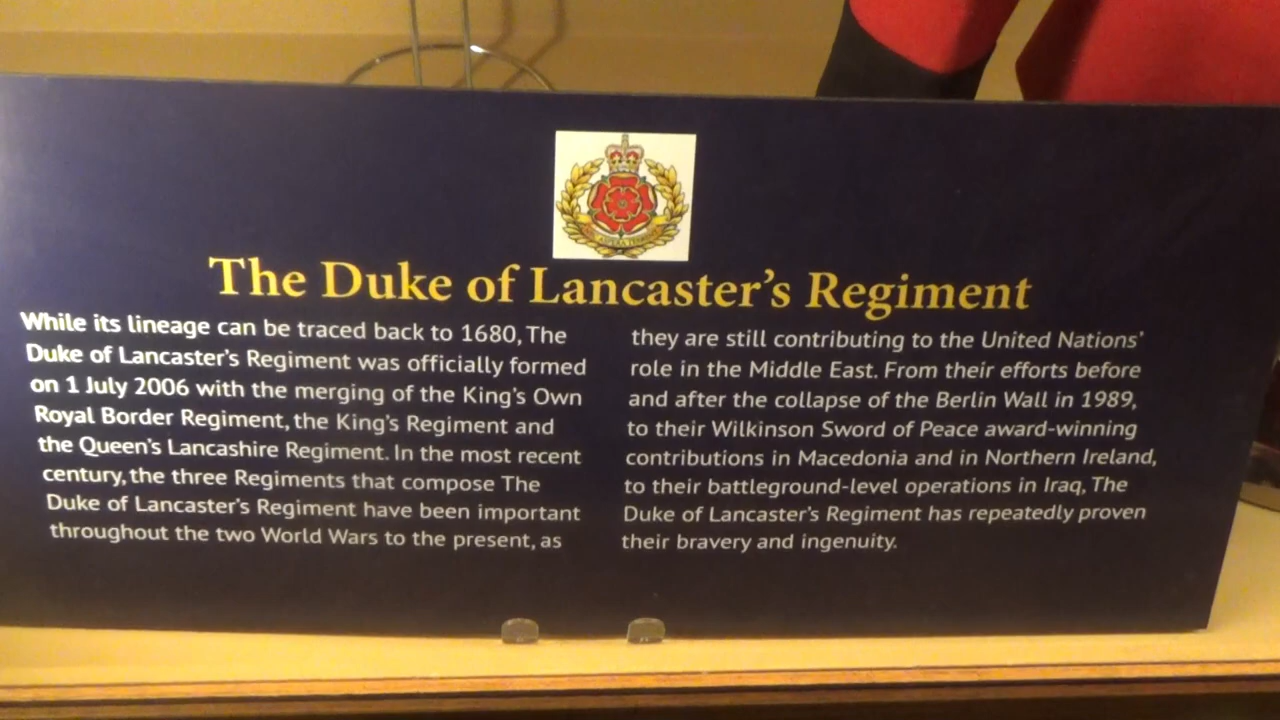 The Duke of Lancaster's Regiment
While its lineage can be traced back to 1680, The
Duke of Lancaster's Regiment was officially formed
on 1 July 2006 with the merging of the King's Own
Royal Border Regiment, the King's Regiment and
the Queen's Lancashire Regiment. In the most recent
century, the three Regiments that compose The
Duke of Lancaster's Regiment have been important
throughout the two World Wars to the present, as
they are still contributing to the United Nations'
role in the Middle East. From their efforts before
and after the collapse of the Berlin Wall in 1989,
to their Wilkinson Sword of Peace award-winning
contributions in Macedonia and in Northern Ireland,
to their battleground-level operations in Iraq, The
Duke of Lancaster's Regiment has repeatedly proven
their bravery and ingenuity.